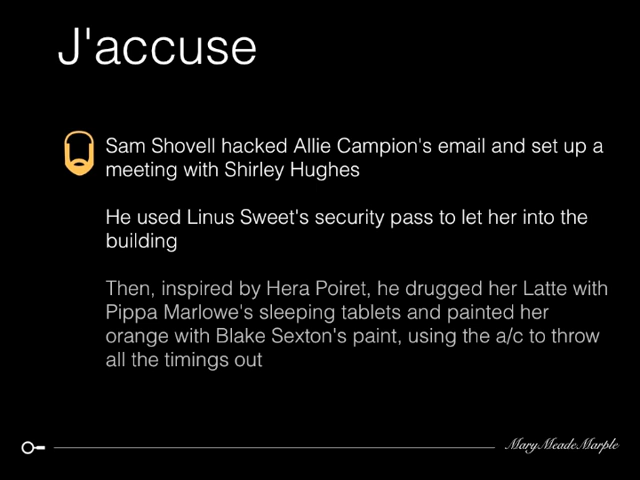 J'accuse
Sam Shovell hacked Allie Campion's email and set up a
meeting with Shirley Hughes
He used Linus Sweet's security pass to let her into the
building
Then, inspired by Hera Poiret, he drugged her Latte with
Pippa Marlowe's sleeping tablets and painted her
orange with Blake Sexton's paint, using the a/c to throw
all the timings out
MaryMeadeMarple